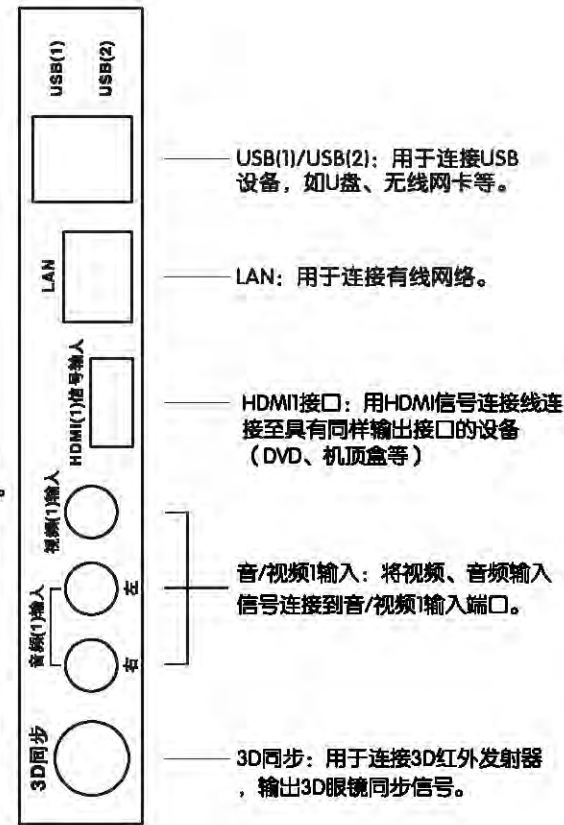 USB(1)
USB(2)
USB(1)/USB(2)：用于连接USB
设备，如U盘、无线网卡等。
LAN
LAN：用于连接有线网络。
HDMI(1)信号输入
HDMI1接口：用HDMI信号连接线连
接至具有同样输出接口的设备
（DVD、机顶盒等）
视频(1)输入
音频(1)输入
左
右
音/视频1输入：将视频、音频输入
信号连接到音/视频1输入端口。
3D同步
3D同步：用于连接3D红外发射器
，输出3D眼镜同步信号。